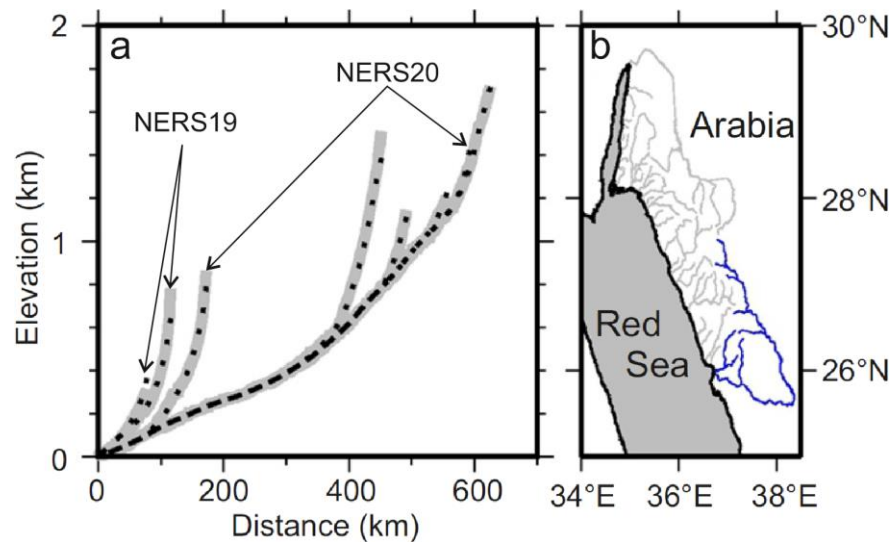 a
NERS19
NERS20
2
1
0
Elevation (km)
0
200
400
600
Distance (km)
b
Arabia
Red
Sea
30°N
28°N
26°N
34°E
36°E
38°E